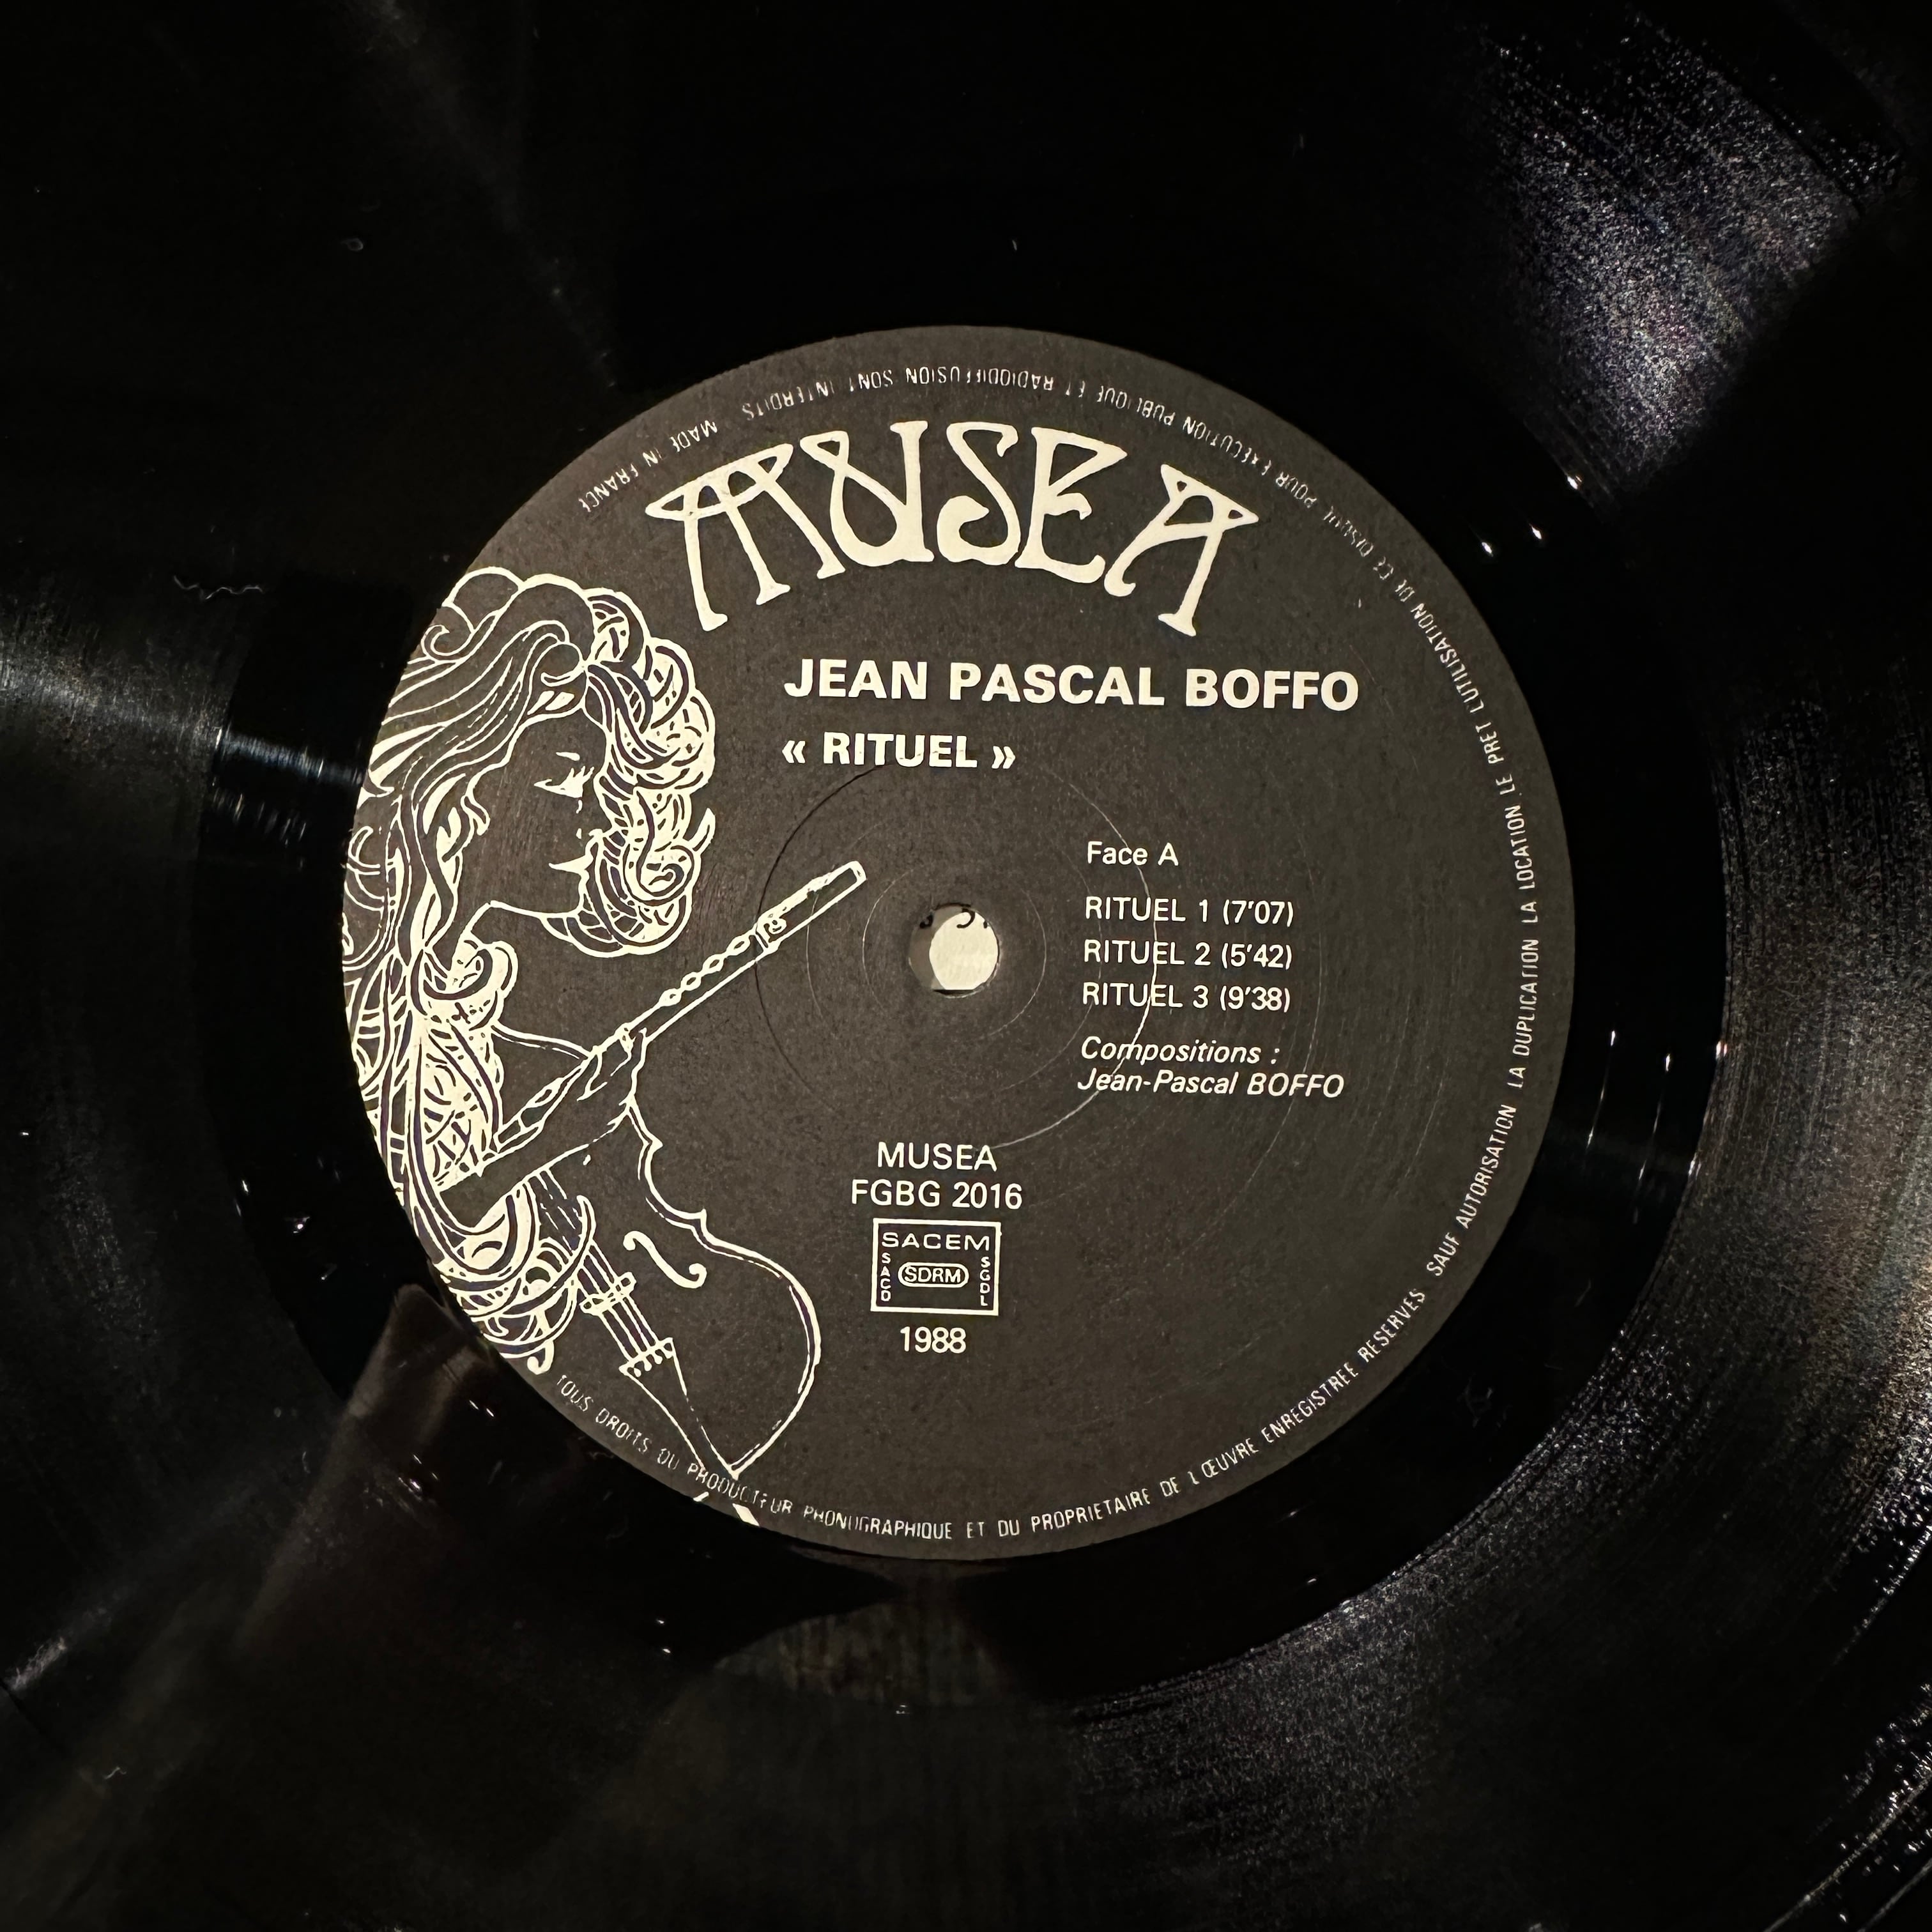 MUSEA
JEAN PASCAL BOFFO
« RITUEL »
Face A
RITUEL 1 (7'07)
RITUEL 2 (5'42)
RITUEL 3 (9'38)
Compositions :
Jean-Pascal BOFFO
MUSEA
FGBG 2016
SACEM
SACD
SDRM
SGDL
1988
TOUS DROITS DU PRODUCTEUR PHONOGRAPHIQUE ET DU PROPRIETAIRE DE L'ŒUVRE ENREGISTREE RESERVES SAUF AUTORISATION LA DUPLICATION LA LOCATION LE PRET L'UTILISATION DE CE DISQUE POUR EXECUTION PUBLIQUE ET RADIODIFFUSION SONT INTERDITS MADE IN FRANCE